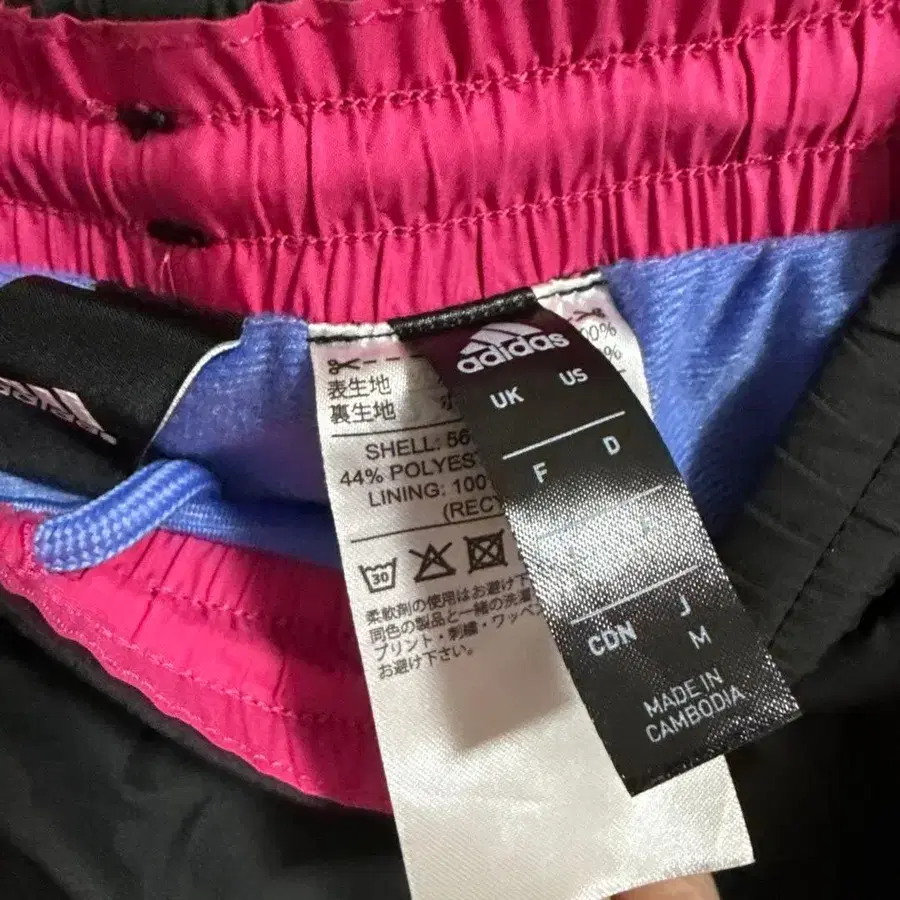 adidas
UK US
F D
CDN J
M
MADE IN
CAMBODIA
表生地
裏生地
00%
%
SHELL: 56
44% POLYES
LINING: 100
(REC
30
柔軟剤の使用はお避け下
同色の製品と一緒の洗濯
プリント・刺繍・ワッペン
お避け下さい。